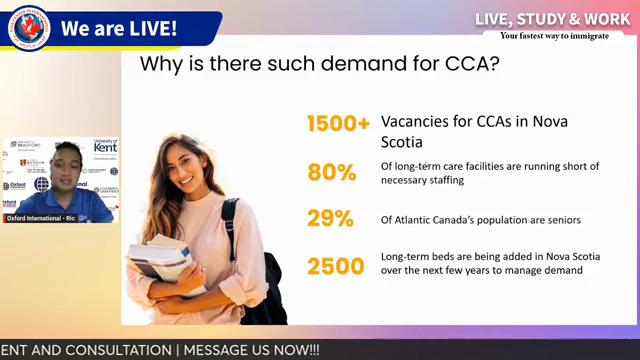 We are LIVE!
LIVE, STUDY & WORK
Your fastest way to immigrate
Why is there such demand for CCA?
1500+
Vacancies for CCAs in Nova
Scotia
80%
Of long-term care facilities are running short of
necessary staffing
29%
Of Atlantic Canada's population are seniors
2500
Long-term beds are being added in Nova Scotia
over the next few years to manage demand
University of
Kent
Oxford International - Ric
ENT AND CONSULTATION | MESSAGE US NOW!!!